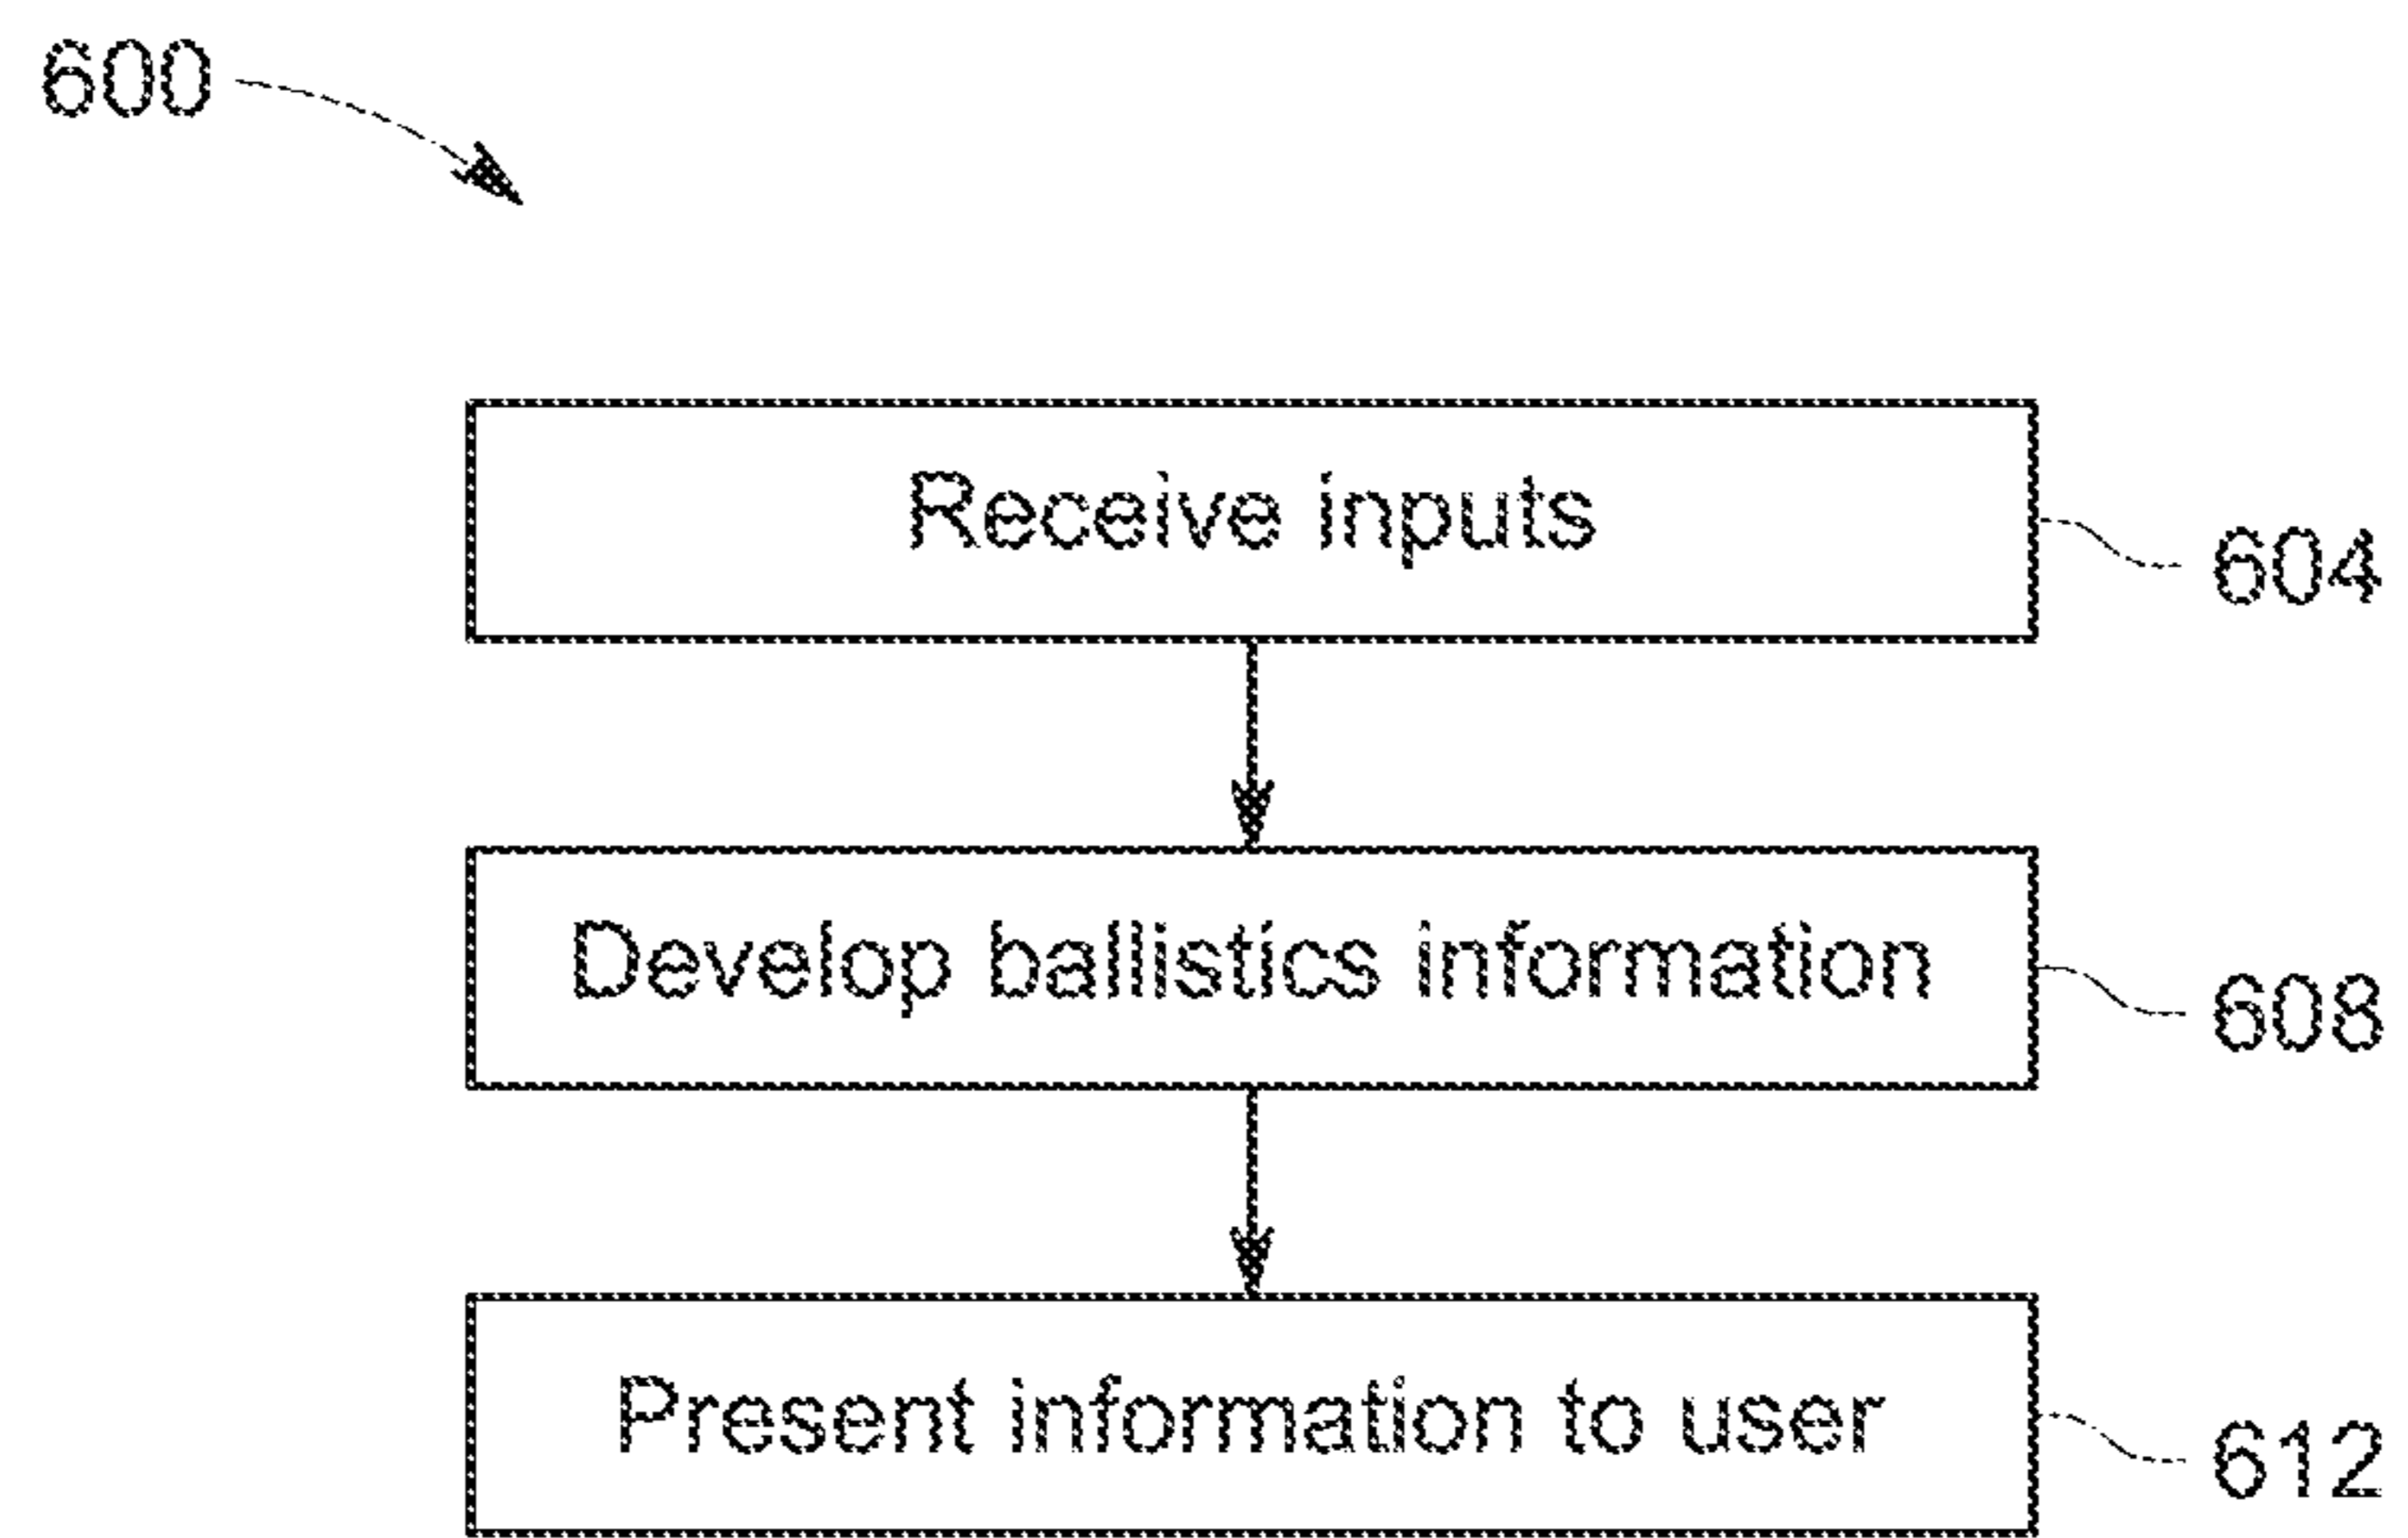 600
Receive inputs
604
Develop ballistics information
608
Present information to user
612